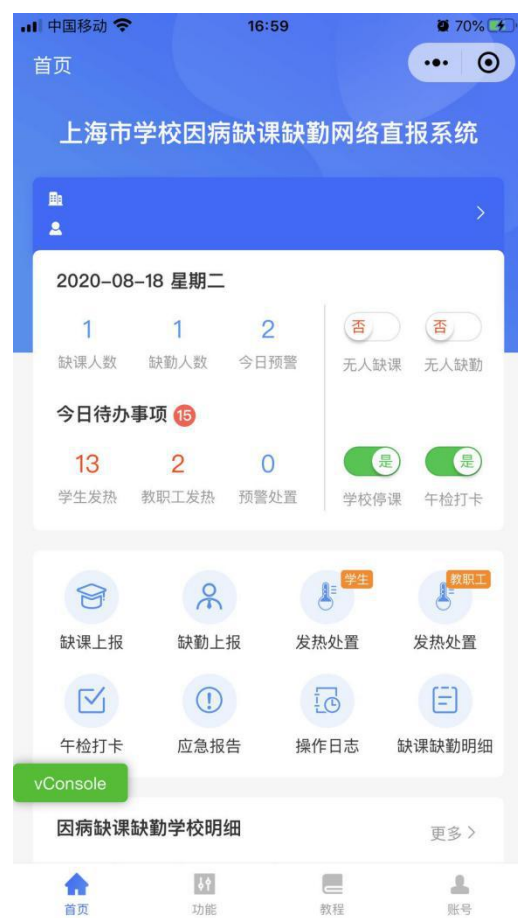 中国移动 16:59 70%
首页
上海市学校因病缺课缺勤网络直报系统
2020-08-18 星期二
1 1 2 否 否
缺课人数 缺勤人数 今日预警 无人缺课 无人缺勤
今日待办事项 15
13 2 0 是 是
学生发热 教职工发热 预警处置 学校停课 午检打卡
学生 教职工
缺课上报 缺勤上报 发热处置 发热处置
午检打卡 应急报告 操作日志 缺课缺勤明细
vConsole
因病缺课缺勤学校明细 更多
首页 功能 教程 账号